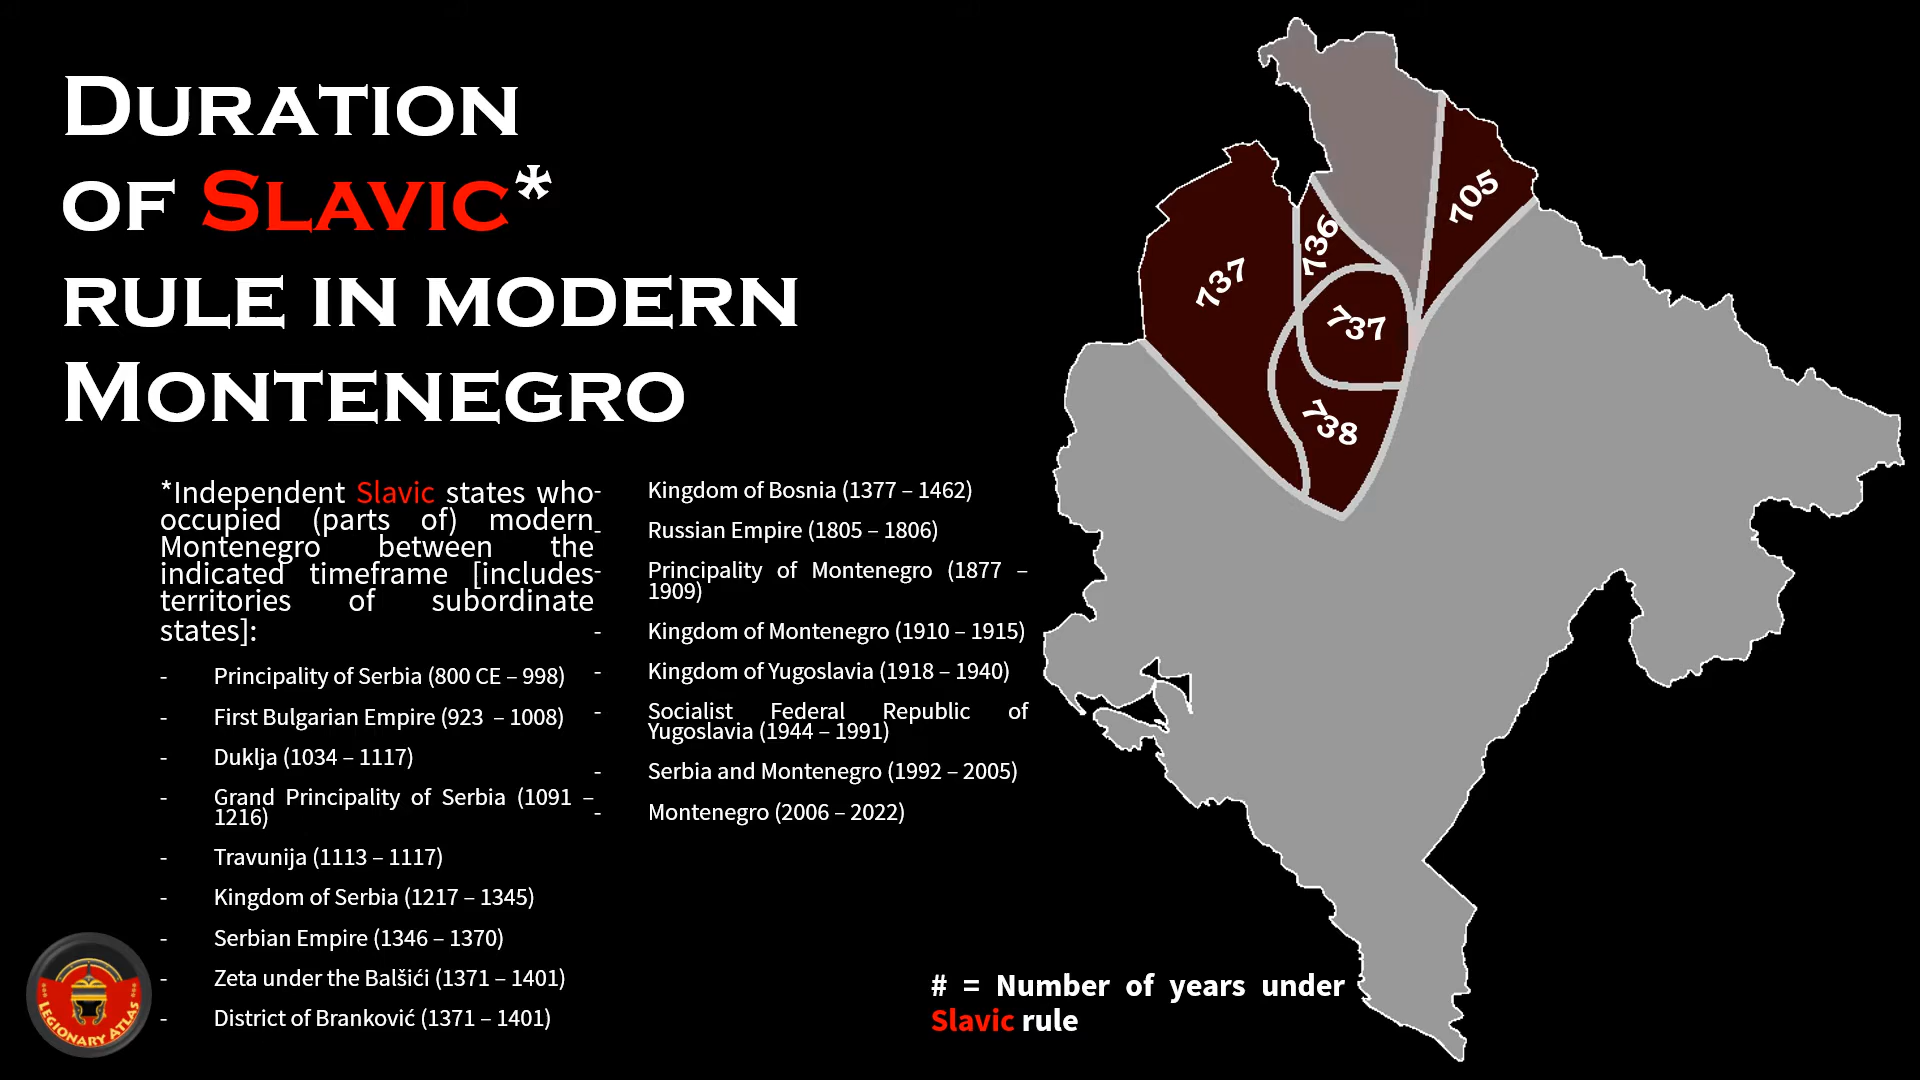 DURATION
OF SLAVIC*
RULE IN MODERN
MONTENEGRO
*Independent Slavic states who
occupied (parts of) modern
Montenegro between the
indicated timeframe [includes
territories of subordinate
states]:
- Principality of Serbia (800 CE – 998)
- First Bulgarian Empire (923 – 1008)
- Duklja (1034 – 1117)
- Grand Principality of Serbia (1091 –
1216)
- Travunija (1113 – 1117)
- Kingdom of Serbia (1217 – 1345)
- Serbian Empire (1346 – 1370)
- Zeta under the Balšići (1371 – 1401)
- District of Branković (1371 – 1401)
- Kingdom of Bosnia (1377 – 1462)
- Russian Empire (1805 – 1806)
- Principality of Montenegro (1877 –
1909)
- Kingdom of Montenegro (1910 – 1915)
- Kingdom of Yugoslavia (1918 – 1940)
- Socialist Federal Republic of
Yugoslavia (1944 – 1991)
- Serbia and Montenegro (1992 – 2005)
- Montenegro (2006 – 2022)
705
736
737
737
738
# = Number of years under
Slavic rule
LEGIONARY ATLAS